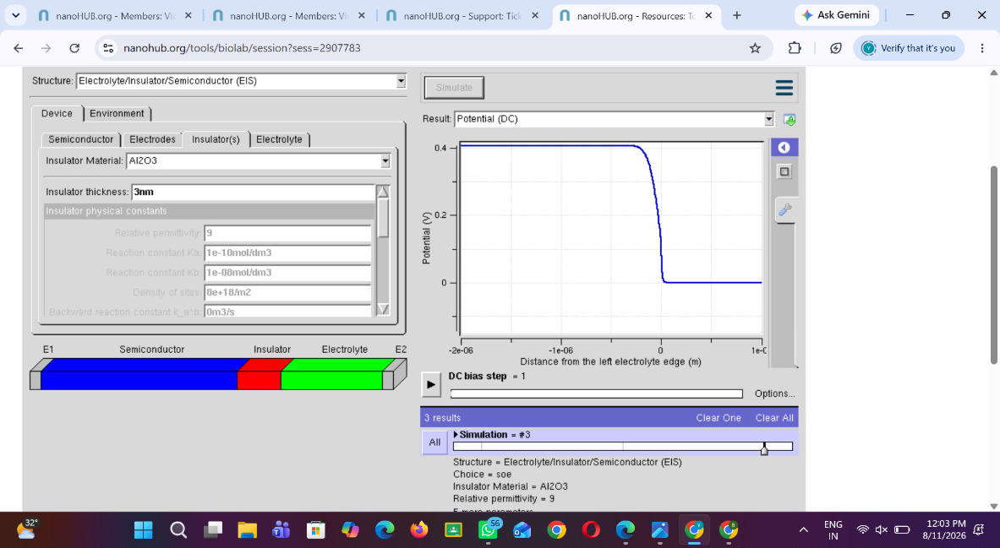 nanoHUB.org - Members: Vi
nanoHUB.org - Members: Vi
nanoHUB.org - Support: Tick
nanoHUB.org - Resources: To
Ask Gemini
nanohub.org/tools/biolab/session?sess=2907783
Verify that it's you
Structure: Electrolyte/Insulator/Semiconductor (EIS)
Device Environment
Semiconductor Electrodes Insulator(s) Electrolyte
Insulator Material: Al2O3
Insulator thickness: 3nm
Insulator physical constants
Relative permittivity: 9
Reaction constant Ka: 1e-10mol/dm3
Reaction constant Kb: 1e-08mol/dm3
Density of sites: 8e+18/m2
Backward reaction constant k_a^b: 0m3/s
E1 Semiconductor Insulator Electrolyte E2
Simulate
Result: Potential (DC)
0.4
0.2
0
Potential (V)
-2e-06 -1e-06 0 1e-0
Distance from the left electrolyte edge (m)
DC bias step = 1
Options...
3 results Clear One Clear All
All
Simulation = #3
Structure = Electrolyte/Insulator/Semiconductor (EIS)
Choice = soe
Insulator Material = Al2O3
Relative permittivity = 9
5 more parameters
32°
56
ENG
IN
12:03 PM
8/11/2026